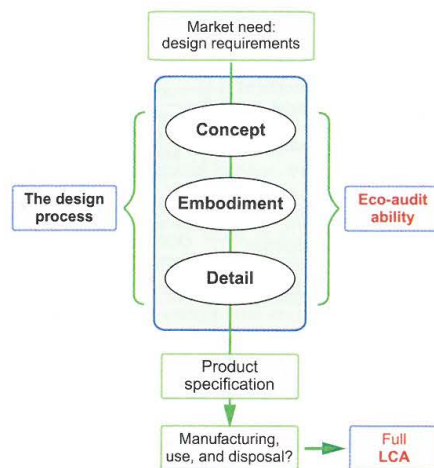 Market need:
design requirements
Concept
The design
process
Embodiment
Eco-audit
ability
Detail
Product
specification
Manufacturing,
use, and disposal?
Full
LCA